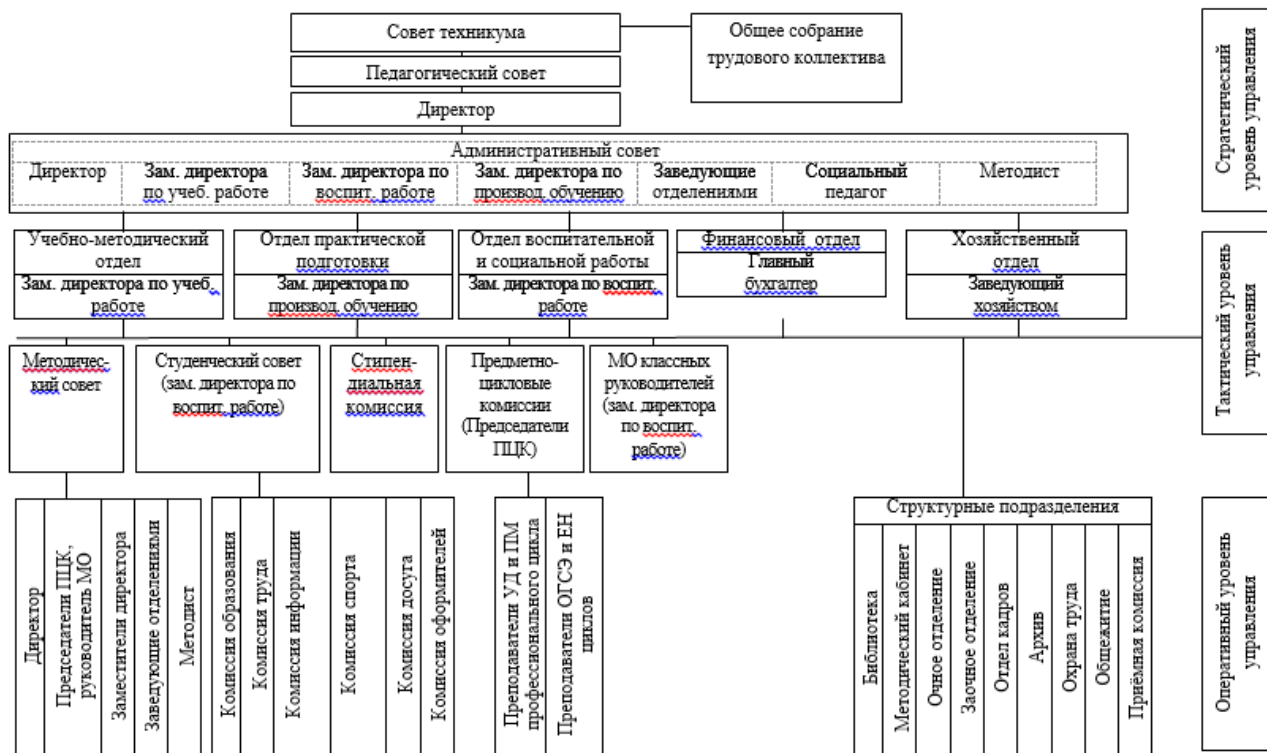 Совет техникума
Общее собрание
трудового коллектива
Педагогический совет
Директор
Стратегический
уровень управления
Административный совет
Директор
Зам. директора
по учеб. работе
Зам. директора по
воспит. работе
Зам. директора по
производ. обучению
Заведующие
отделениями
Социальный
педагог
Методист
Учебно-методический
отдел
Зам. директора по учеб.
работе
Отдел практической
подготовки
Зам. директора по
производ. обучению
Отдел воспитательной
и социальной работы
Зам. директора по воспит.
работе
Финансовый отдел
Главный
бухгалтер
Хозяйственный
отдел
Заведующий
хозяйством
Тактический уровень
управления
Методичес-
кий совет
Студенческий совет
(зам. директора по
воспит. работе)
Стипен-
диальная
комиссия
Предметно-
цикловые
комиссии
(Председатели
ПЦК)
МО классных
руководителей
(зам. директора
по воспит.
работе)
Директор
Председатели ПЦК,
руководитель МО
Заместители директора
Заведующие отделениями
Методист
Комиссия образования
Комиссия труда
Комиссия информации
Комиссия спорта
Комиссия досуга
Комиссия оформителей
Преподаватели УД и ПМ
профессионального цикла
Преподаватели ОГСЭ и ЕН
циклов
Структурные подразделения
Библиотека
Методический кабинет
Очное отделение
Заочное отделение
Отдел кадров
Архив
Охрана труда
Общежитие
Приёмная комиссия
Оперативный уровень
управления